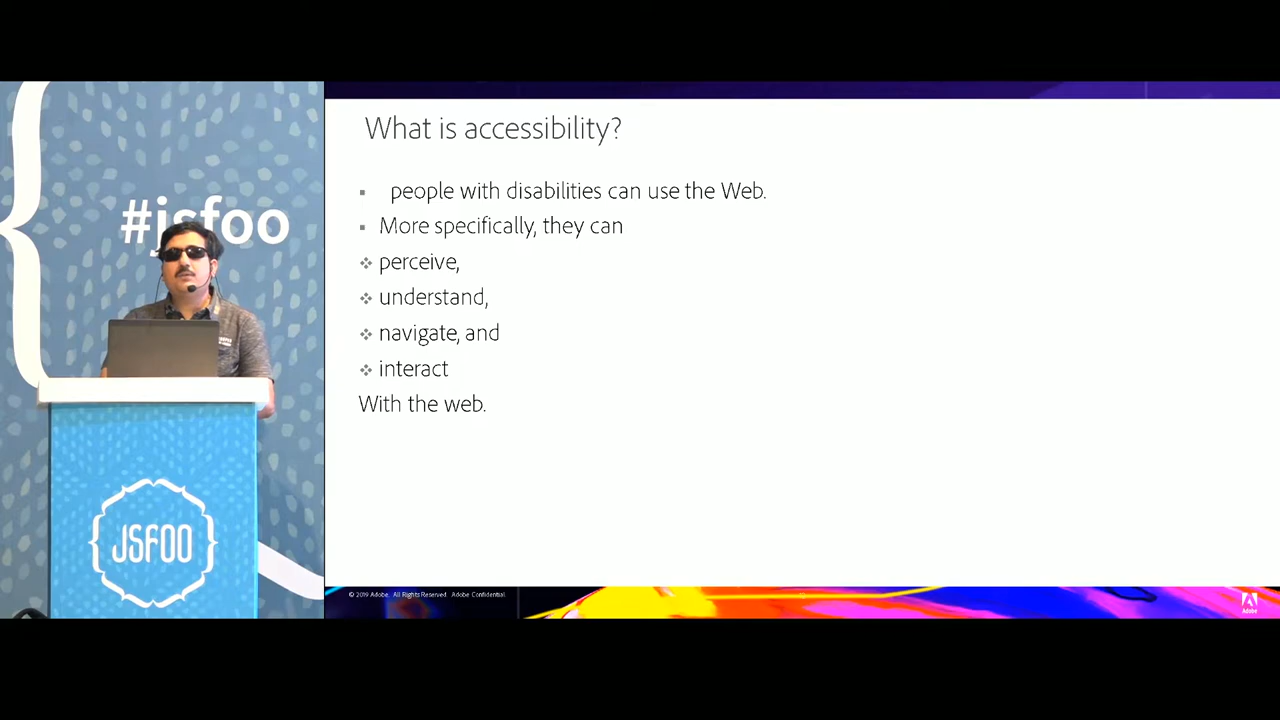 #jsfoo
JSFOO
What is accessibility?
people with disabilities can use the Web.
More specifically, they can
perceive,
understand,
navigate, and
interact
With the web.
© 2019 Adobe. All Rights Reserved. Adobe Confidential.
Adobe